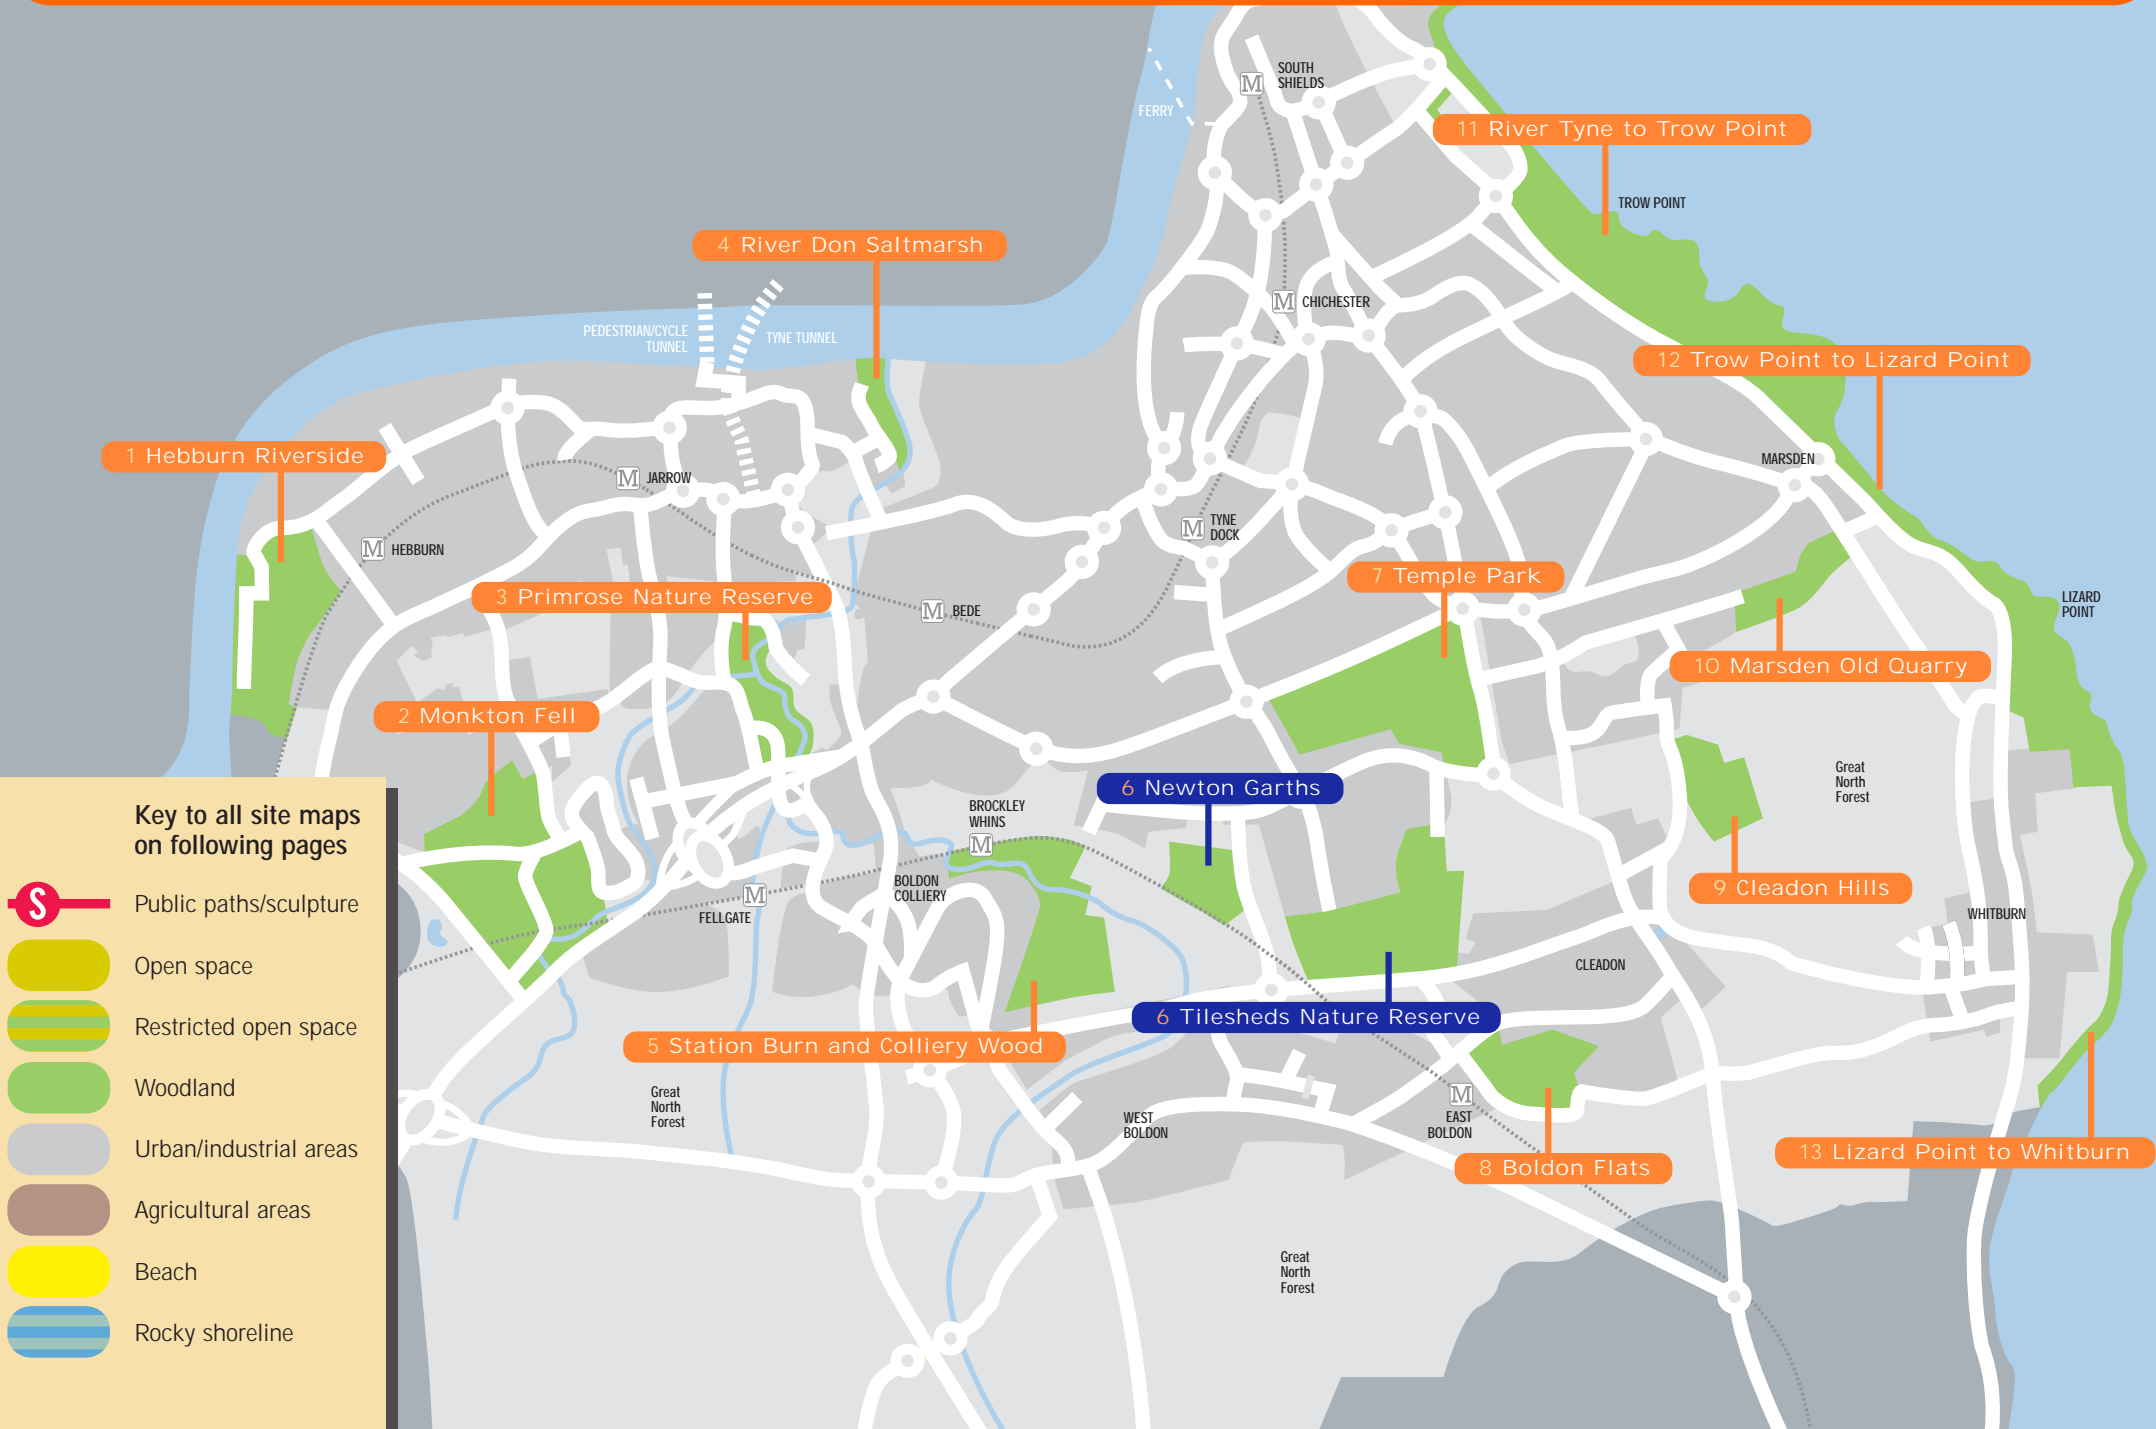 SOUTH
SHIELDS
FERRY
11 River Tyne to Trow Point
TROW POINT
4 River Don Saltmarsh
M
M CHICHESTER
PEDESTRIAN/CYCLE
TUNNEL
TYNE TUNNEL
12 Trow Point to Lizard Point
1 Hebburn Riverside
MARSDEN
M JARROW
M HEBBURN
M TYNE
DOCK
3 Primrose Nature Reserve
7 Temple Park
M BEDE
LIZARD
POINT
10 Marsden Old Quarry
2 Monkton Fell
6 Newton Garths
Great
North
Forest
BROCKLEY
WHINS
M
BOLDON
COLLIERY
M
FELLGATE
9 Cleadon Hills
WHITBURN
CLEADON
6 Tilesheds Nature Reserve
5 Station Burn and Colliery Wood
Great
North
Forest
WEST
BOLDON
M
EAST
BOLDON
8 Boldon Flats
13 Lizard Point to Whitburn
Great
North
Forest
Key to all site maps
on following pages
S Public paths/sculpture
Open space
Restricted open space
Woodland
Urban/industrial areas
Agricultural areas
Beach
Rocky shoreline